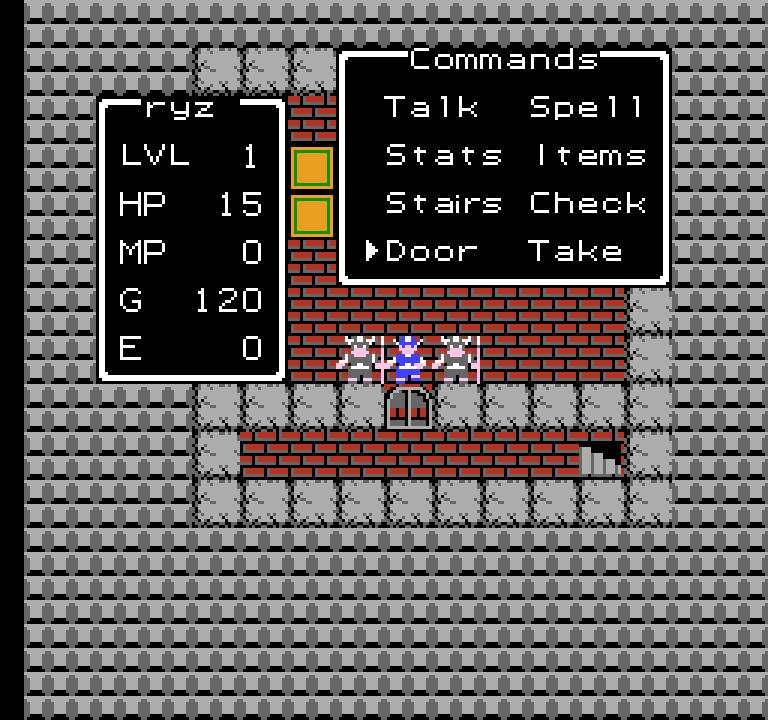 Commands
Talk Spell
Stats Items
Stairs Check
Door Take
ryz
LVL 1
HP 15
MP 0
G 120
E 0